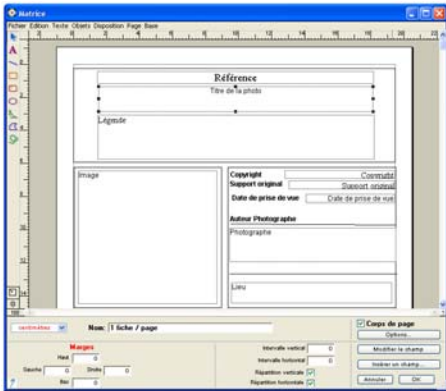 Matrice
Fichier Edition Texte Objets Disposition Page Base
Référence
Titre de la photo
Légende
Image
Copyright Copyright
Support original Support original
Date de prise de vue Date de prise de vue
Auteur Photographe
Photographe
Lieu
centimètres Nom: 1 fiche / page
Marges
Haut 0
Gauche 0 Droite 0
Bas 0
Intervalle vertical 0
Intervalle horizontal 0
Répartition verticale
Répartition horizontale
Corps de page
Options...
Modifier le champ
Insérer un champ...
Annuler OK